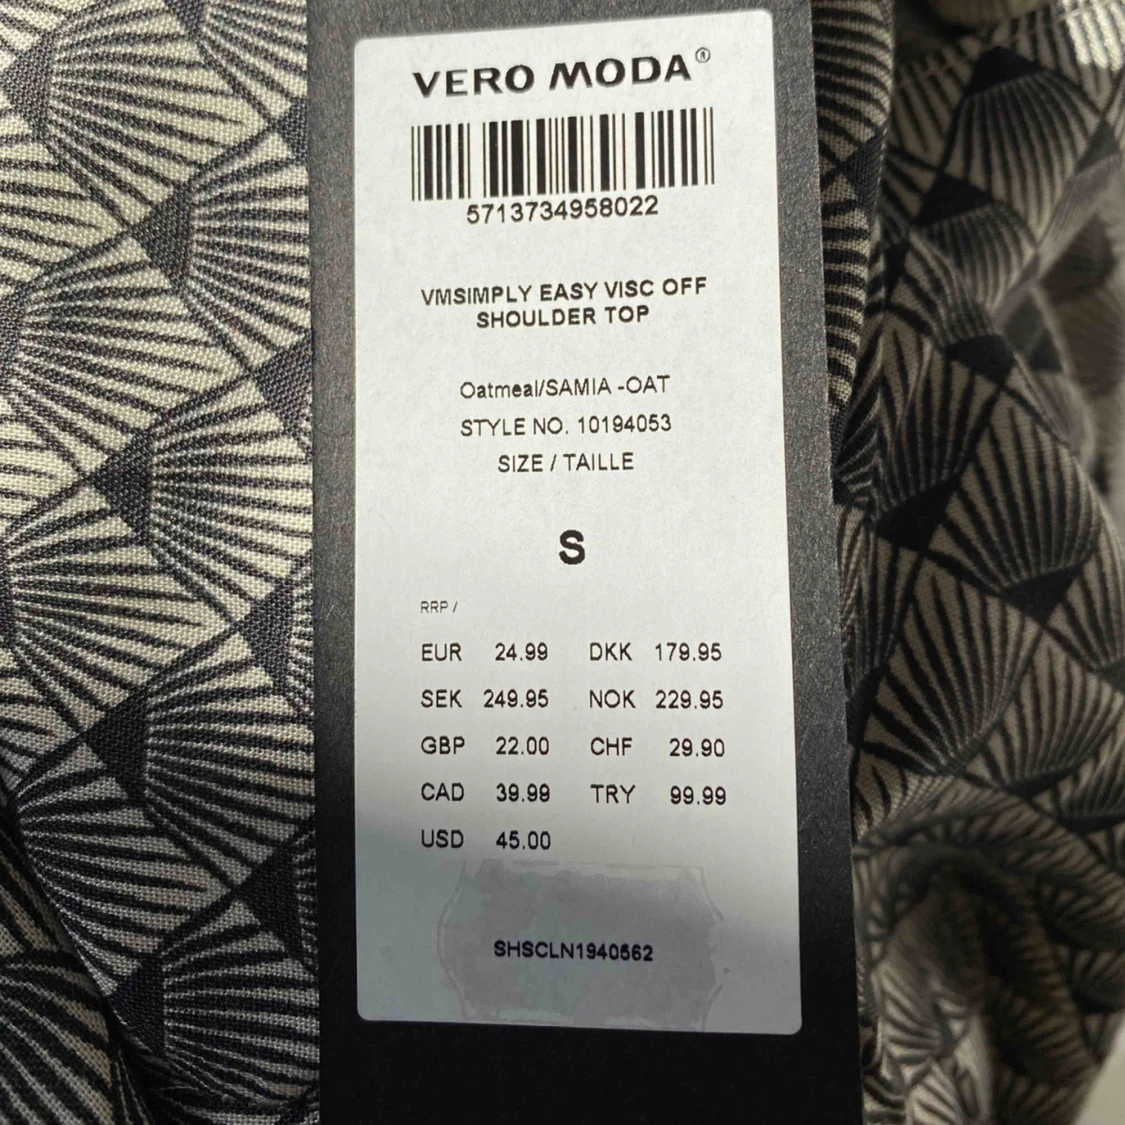 VERO MODA®
5713734958022
VMSIMPLY EASY VISC OFF
SHOULDER TOP
Oatmeal/SAMIA -OAT
STYLE NO. 10194053
SIZE / TAILLE
S
RRP /
EUR 24.99 DKK 179.95
SEK 249.95 NOK 229.95
GBP 22.00 CHF 29.90
CAD 39.99 TRY 99.99
USD 45.00
SHSCLN1940562